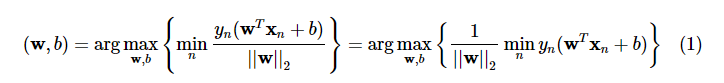 (w, b) = arg max_{w,b} { min_n y_n(w^T x_n + b) / ||w||_2 } = arg max_{w,b} { 1 / ||w||_2 min_n y_n(w^T x_n + b) } (1)